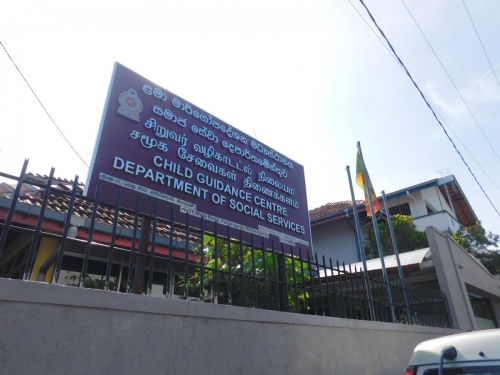 ළමා මාර්ගෝපදේශන මධ්‍යස්ථානය
සමාජ සේවා දෙපාර්තමේන්තුව
சிறுவர் வழிகாட்டல் நிலையம்
சமூக சேவைகள் திணைக்களம்
CHILD GUIDANCE CENTRE
DEPARTMENT OF SOCIAL SERVICES